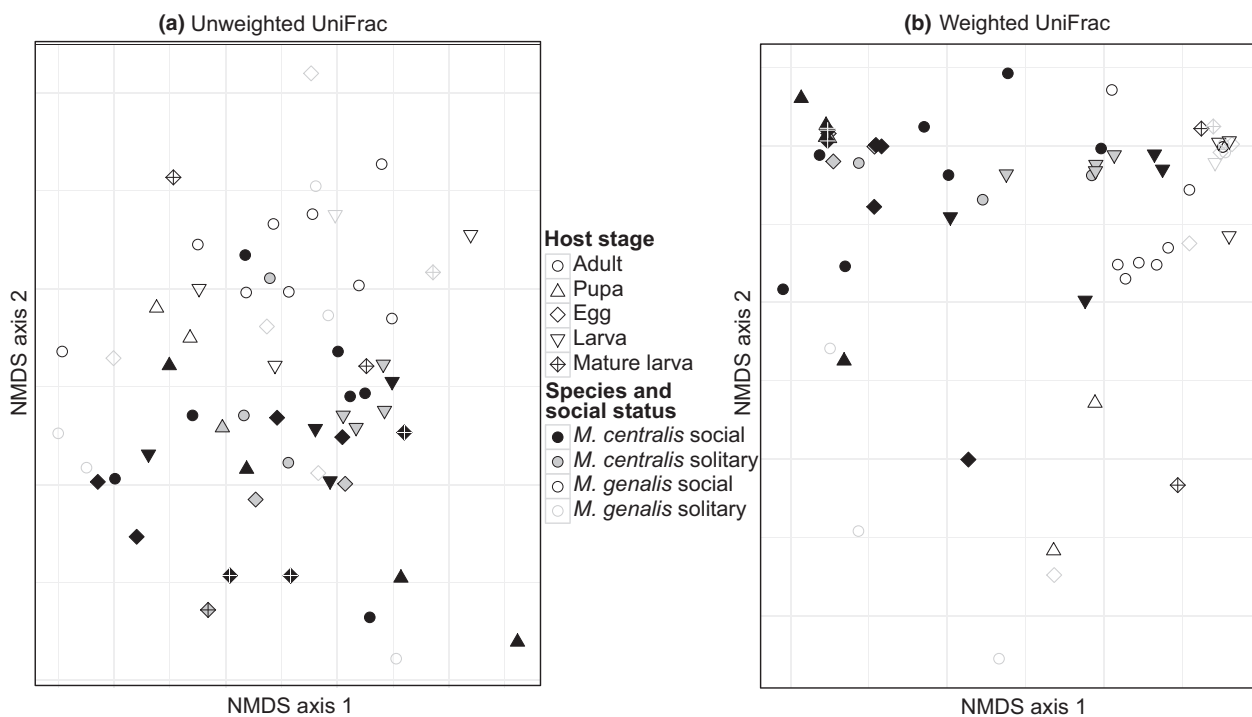 (a) Unweighted UniFrac
NMDS axis 2
NMDS axis 1
Host stage
Adult
Pupa
Egg
Larva
Mature larva
Species and
social status
M. centralis social
M. centralis solitary
M. genalis social
M. genalis solitary
(b) Weighted UniFrac
NMDS axis 2
NMDS axis 1